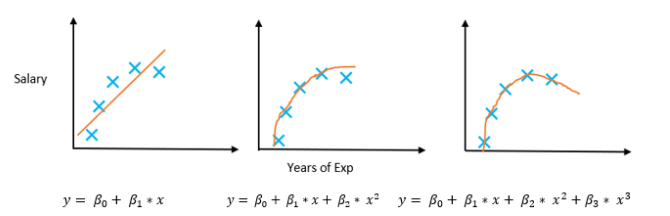 Salary
Years of Exp
y = β₀ + β₁ * x
y = β₀ + β₁ * x + β₂ * x²
y = β₀ + β₁ * x + β₂ * x² + β₃ * x³